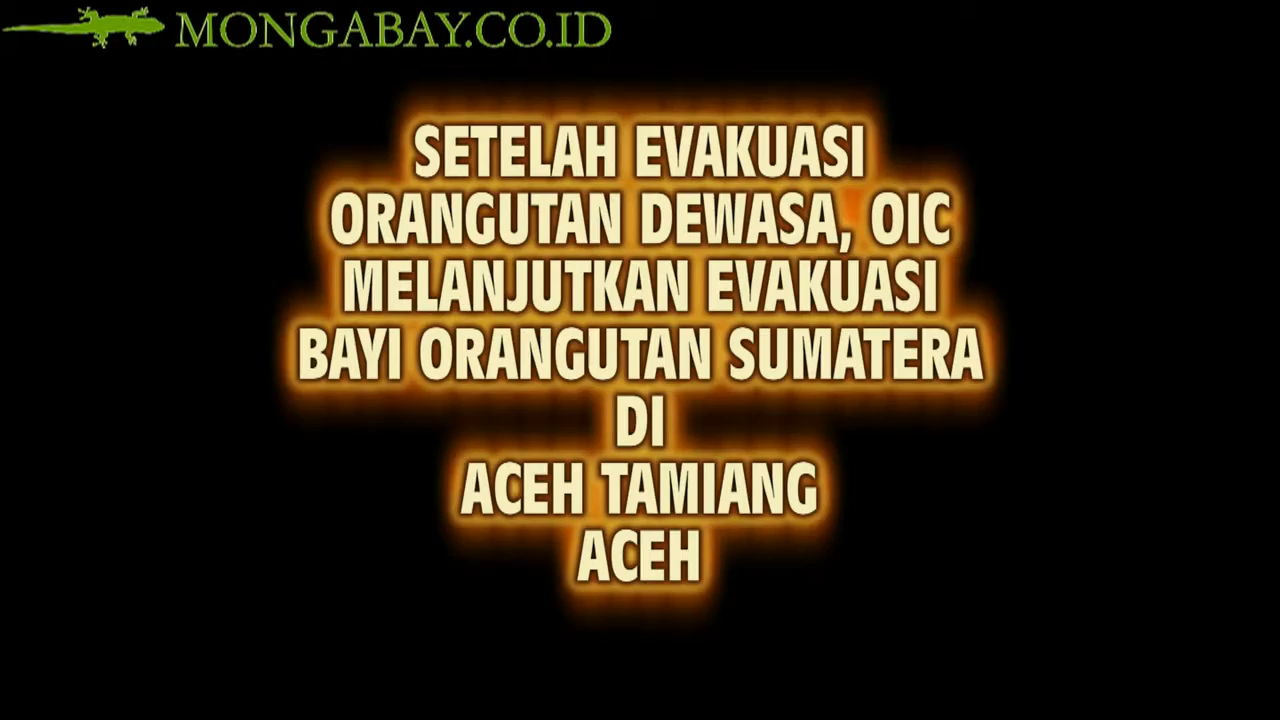 MONGABAY.CO.ID
SETELAH EVAKUASI
ORANGUTAN DEWASA, OIC
MELANJUTKAN EVAKUASI
BAYI ORANGUTAN SUMATERA
DI
ACEH TAMIANG
ACEH